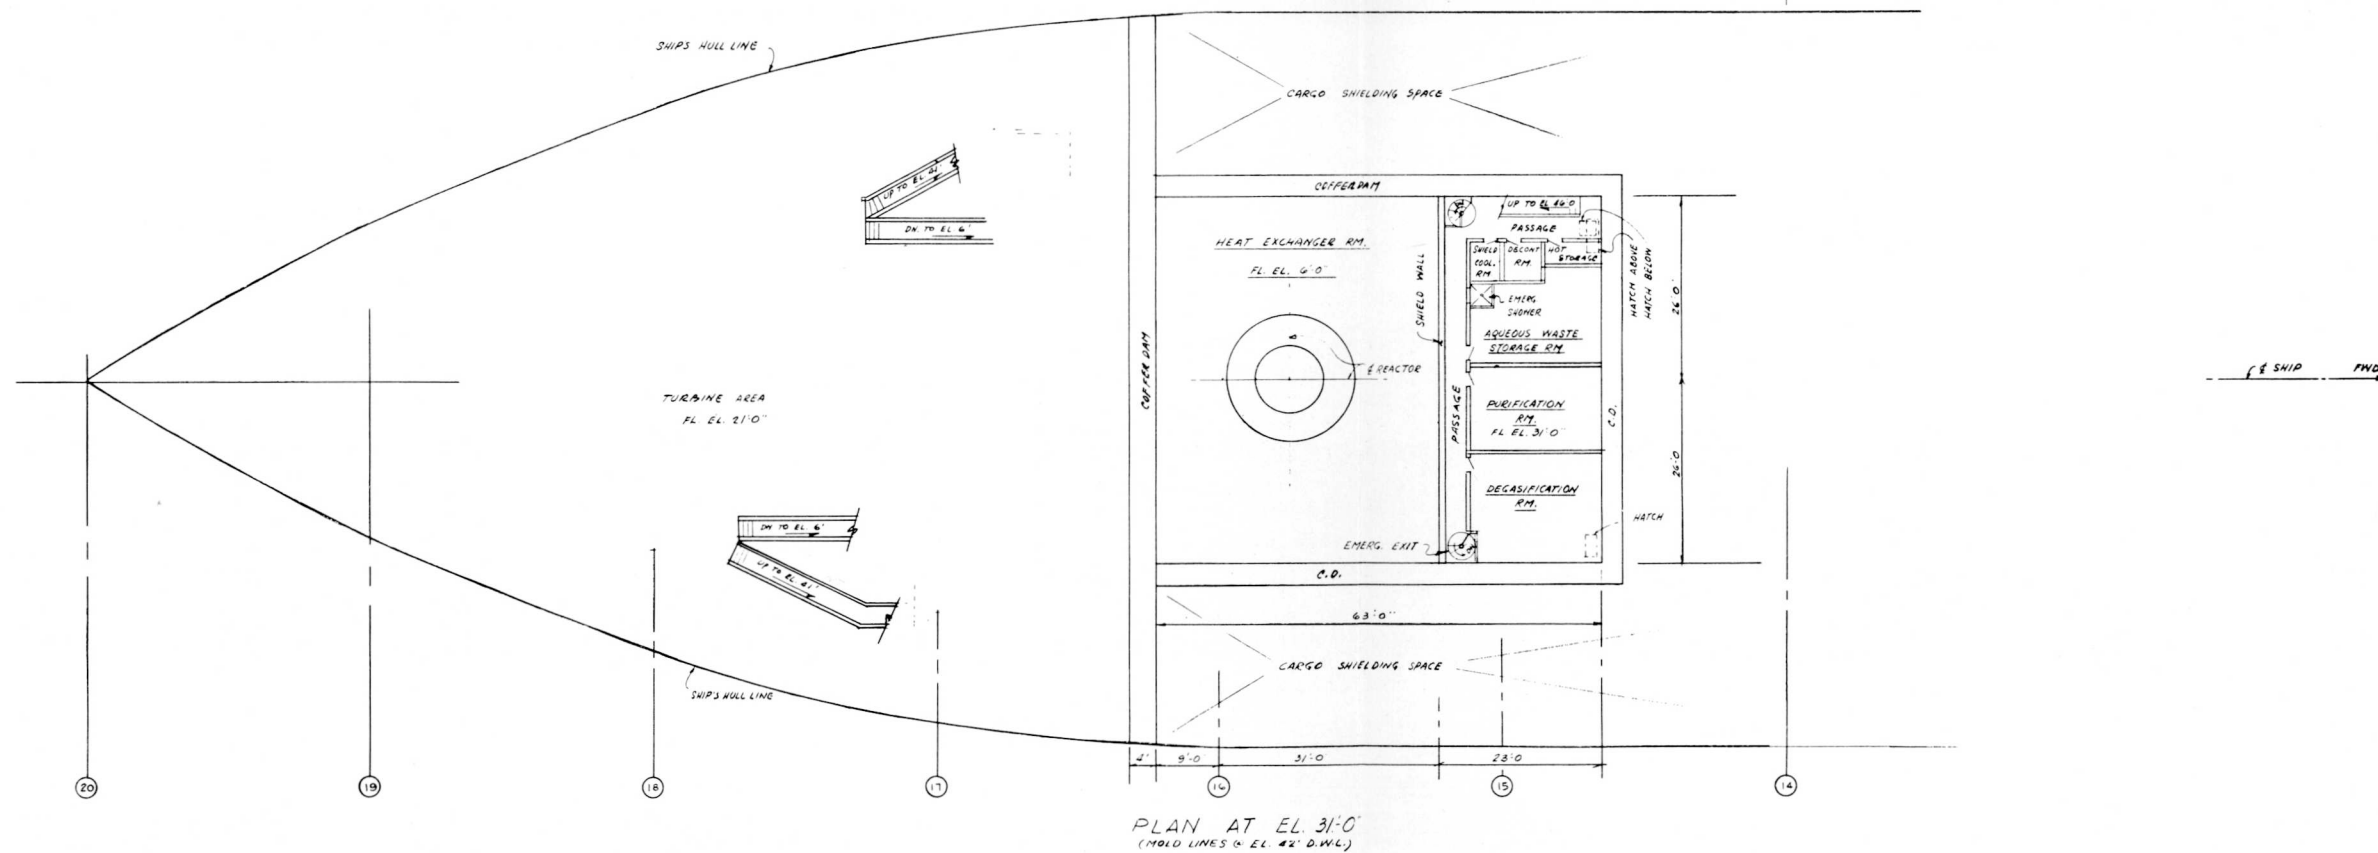 SHIPS HULL LINE
CARGO SHIELDING SPACE
UP TO EL 42'
DN. TO EL. 6'
COFFERDAM
UP TO EL 46'0
PASSAGE
HEAT EXCHANGER RM.
FL. EL. 6'-0"
SHIELD COOL. RM
DECONT RM.
HOT STORAGE
HATCH ABOVE
HATCH BELOW
SHIELD WALL
EMERG SHOWER
AQUEOUS WASTE
STORAGE RM
26'-0"
COFFER DAM
℄ REACTOR
℄ SHIP
FWD
TURBINE AREA
FL EL. 21'-0"
PASSAGE
PURIFICATION
RM.
FL EL. 31'-0"
C.D.
26'-0
DEGASIFICATION
RM.
HATCH
DN TO EL. 6'
UP TO EL
EMERG. EXIT
C.D.
63'-0"
CARGO SHIELDING SPACE
SHIP'S HULL LINE
4'
9'-0
31'-0
23'-0
20
19
18
17
16
15
14
PLAN AT EL. 31'-0"
(MOLD LINES @ EL. 42' D.W.L.)